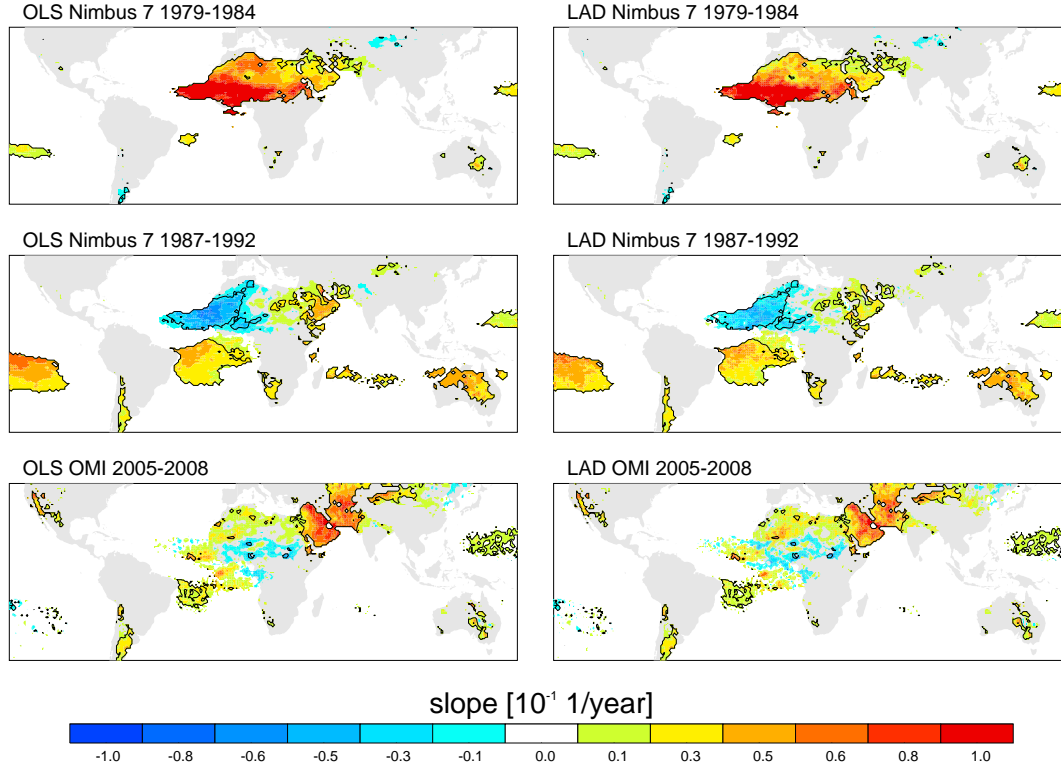 OLS Nimbus 7 1979-1984 LAD Nimbus 7 1979-1984
OLS Nimbus 7 1987-1992 LAD Nimbus 7 1987-1992
OLS OMI 2005-2008 LAD OMI 2005-2008
slope [10⁻¹ 1/year]
-1.0 -0.8 -0.6 -0.5 -0.3 -0.1 0.0 0.1 0.3 0.5 0.6 0.8 1.0